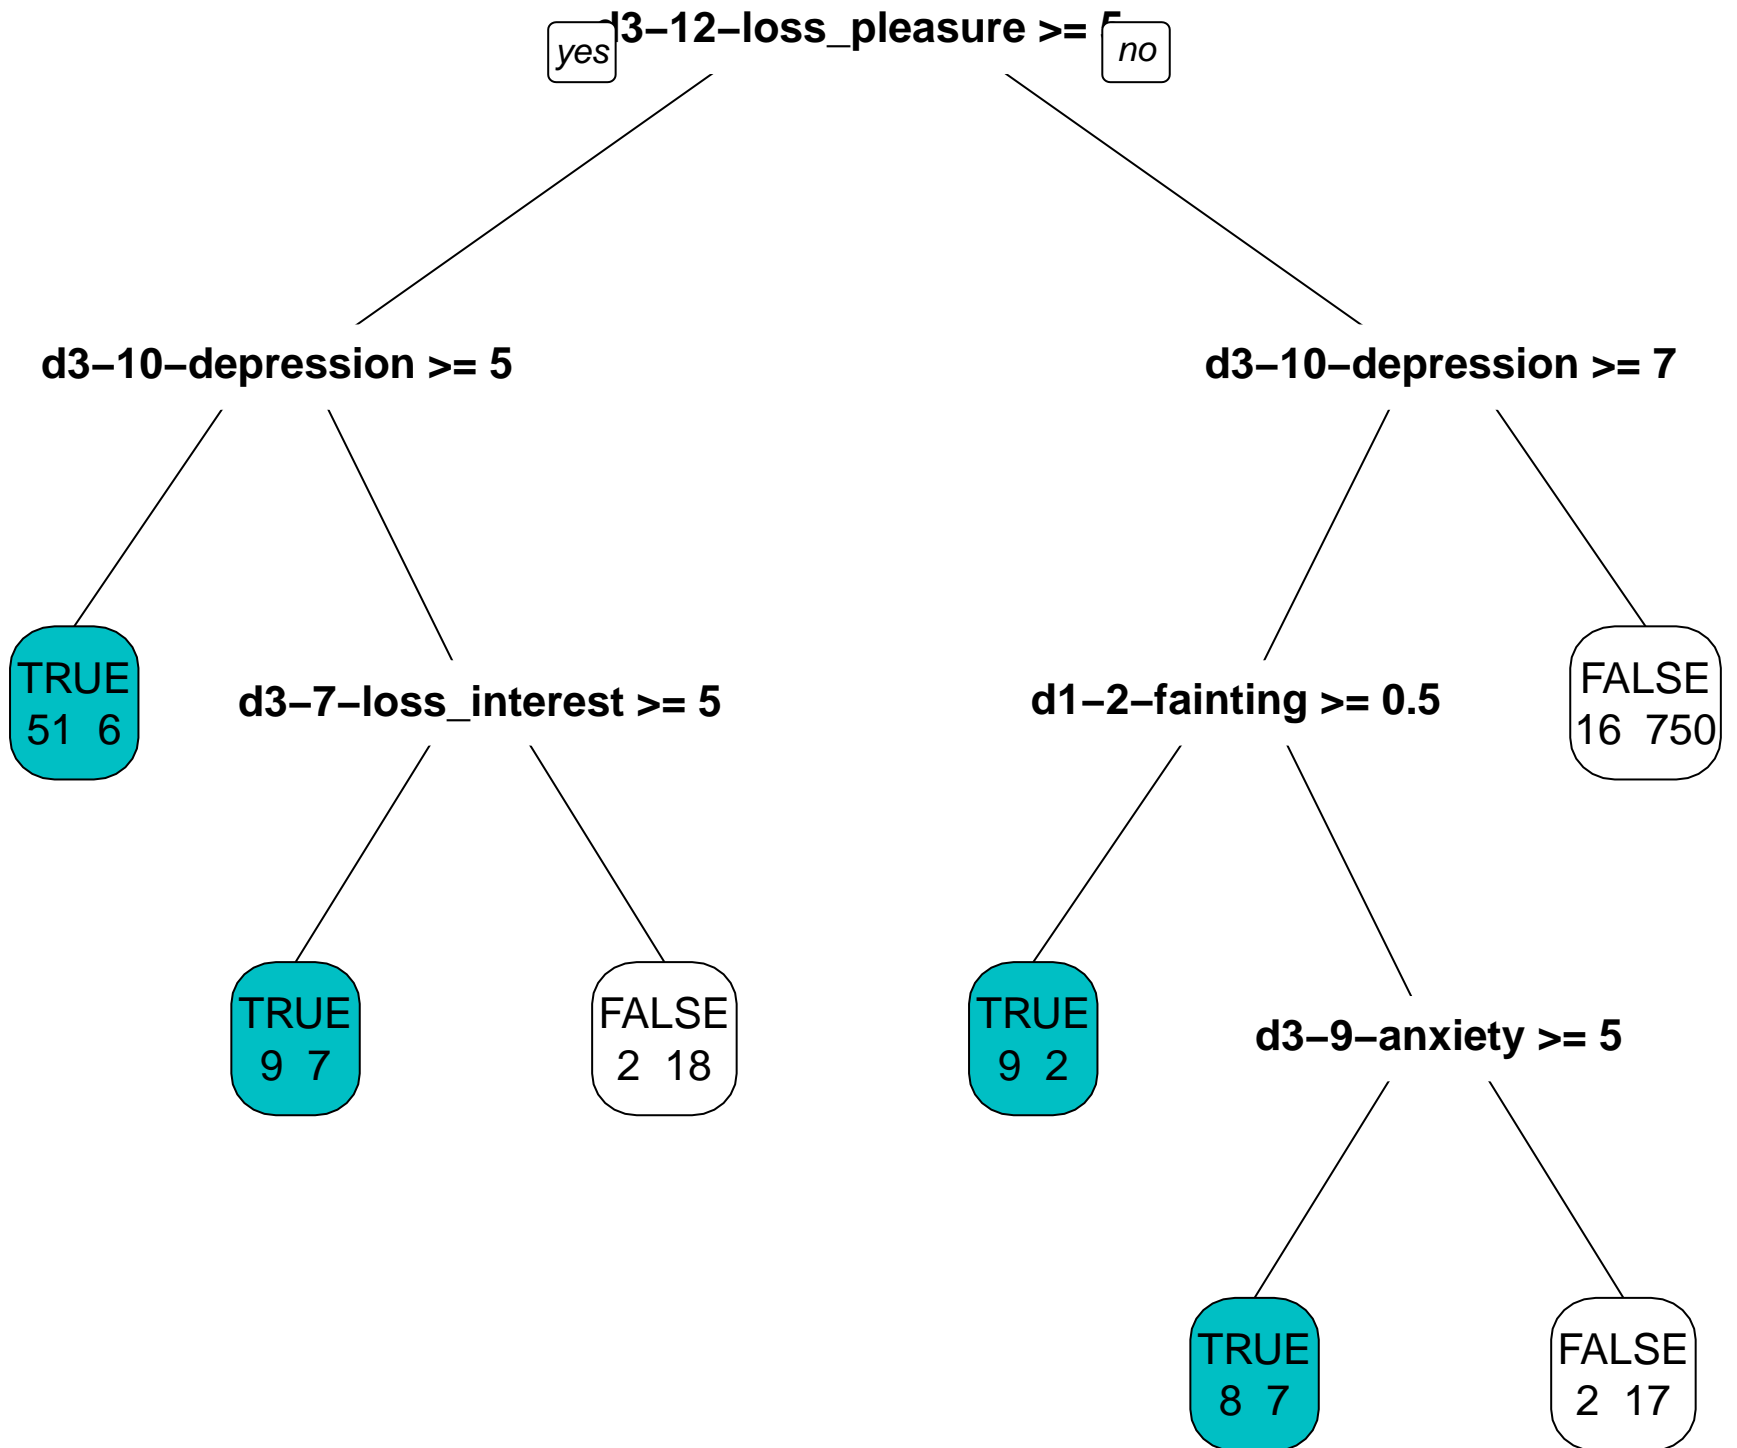 d3−12−loss_pleasure >= 5
yes
no
d3−10−depression >= 5
d3−10−depression >= 7
TRUE
51 6
d3−7−loss_interest >= 5
d1−2−fainting >= 0.5
FALSE
16 750
TRUE
9 7
FALSE
2 18
TRUE
9 2
d3−9−anxiety >= 5
TRUE
8 7
FALSE
2 17